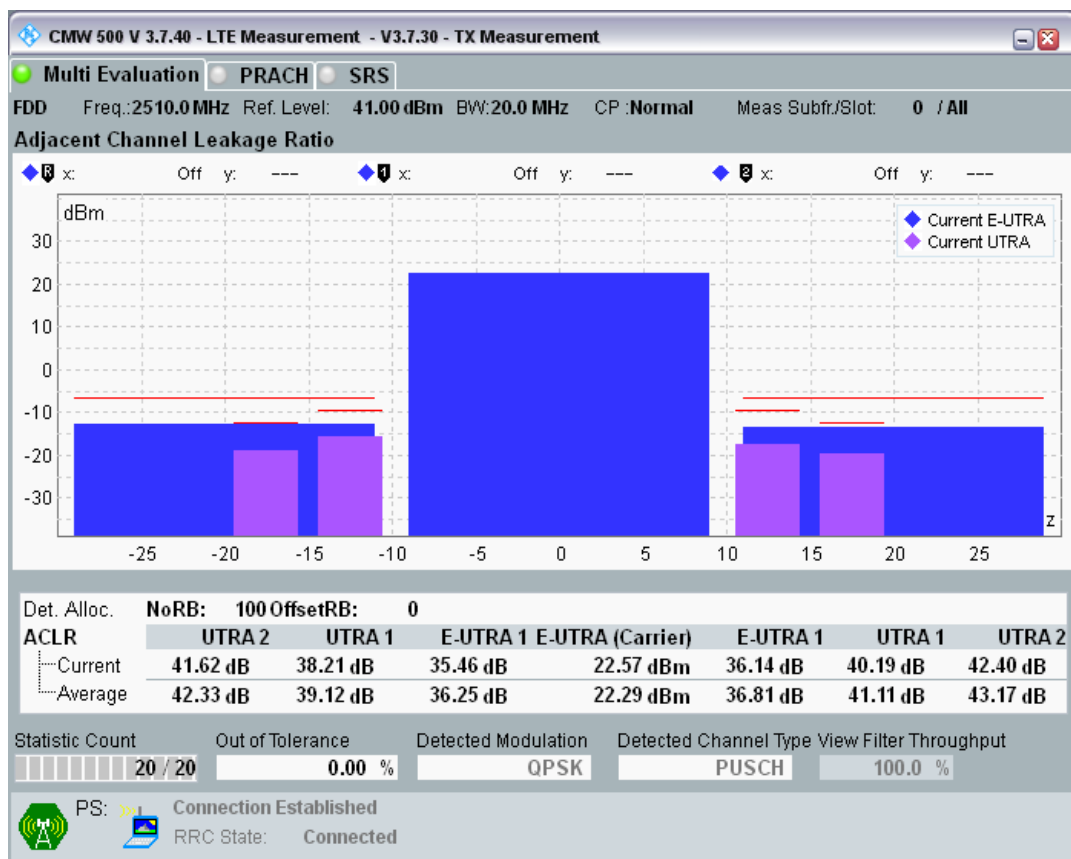 CMW 500 V 3.7.40 - LTE Measurement - V3.7.30 - TX Measurement
Multi Evaluation PRACH SRS
FDD Freq.:2510.0 MHz Ref. Level: 41.00 dBm BW:20.0 MHz CP :Normal Meas Subfr./Slot: 0 / All
Adjacent Channel Leakage Ratio
R x: Off y: --- 1 x: Off y: --- 2 x: Off y: ---
dBm
Current E-UTRA
Current UTRA
30
20
10
0
-10
-20
-30
z
-25 -20 -15 -10 -5 0 5 10 15 20 25
Det. Alloc. NoRB: 100 OffsetRB: 0
ACLR UTRA 2 UTRA 1 E-UTRA 1 E-UTRA (Carrier) E-UTRA 1 UTRA 1 UTRA 2
Current 41.62 dB 38.21 dB 35.46 dB 22.57 dBm 36.14 dB 40.19 dB 42.40 dB
Average 42.33 dB 39.12 dB 36.25 dB 22.29 dBm 36.81 dB 41.11 dB 43.17 dB
Statistic Count Out of Tolerance Detected Modulation Detected Channel Type View Filter Throughput
20 / 20 0.00 % QPSK PUSCH 100.0 %
PS: Connection Established
RRC State: Connected